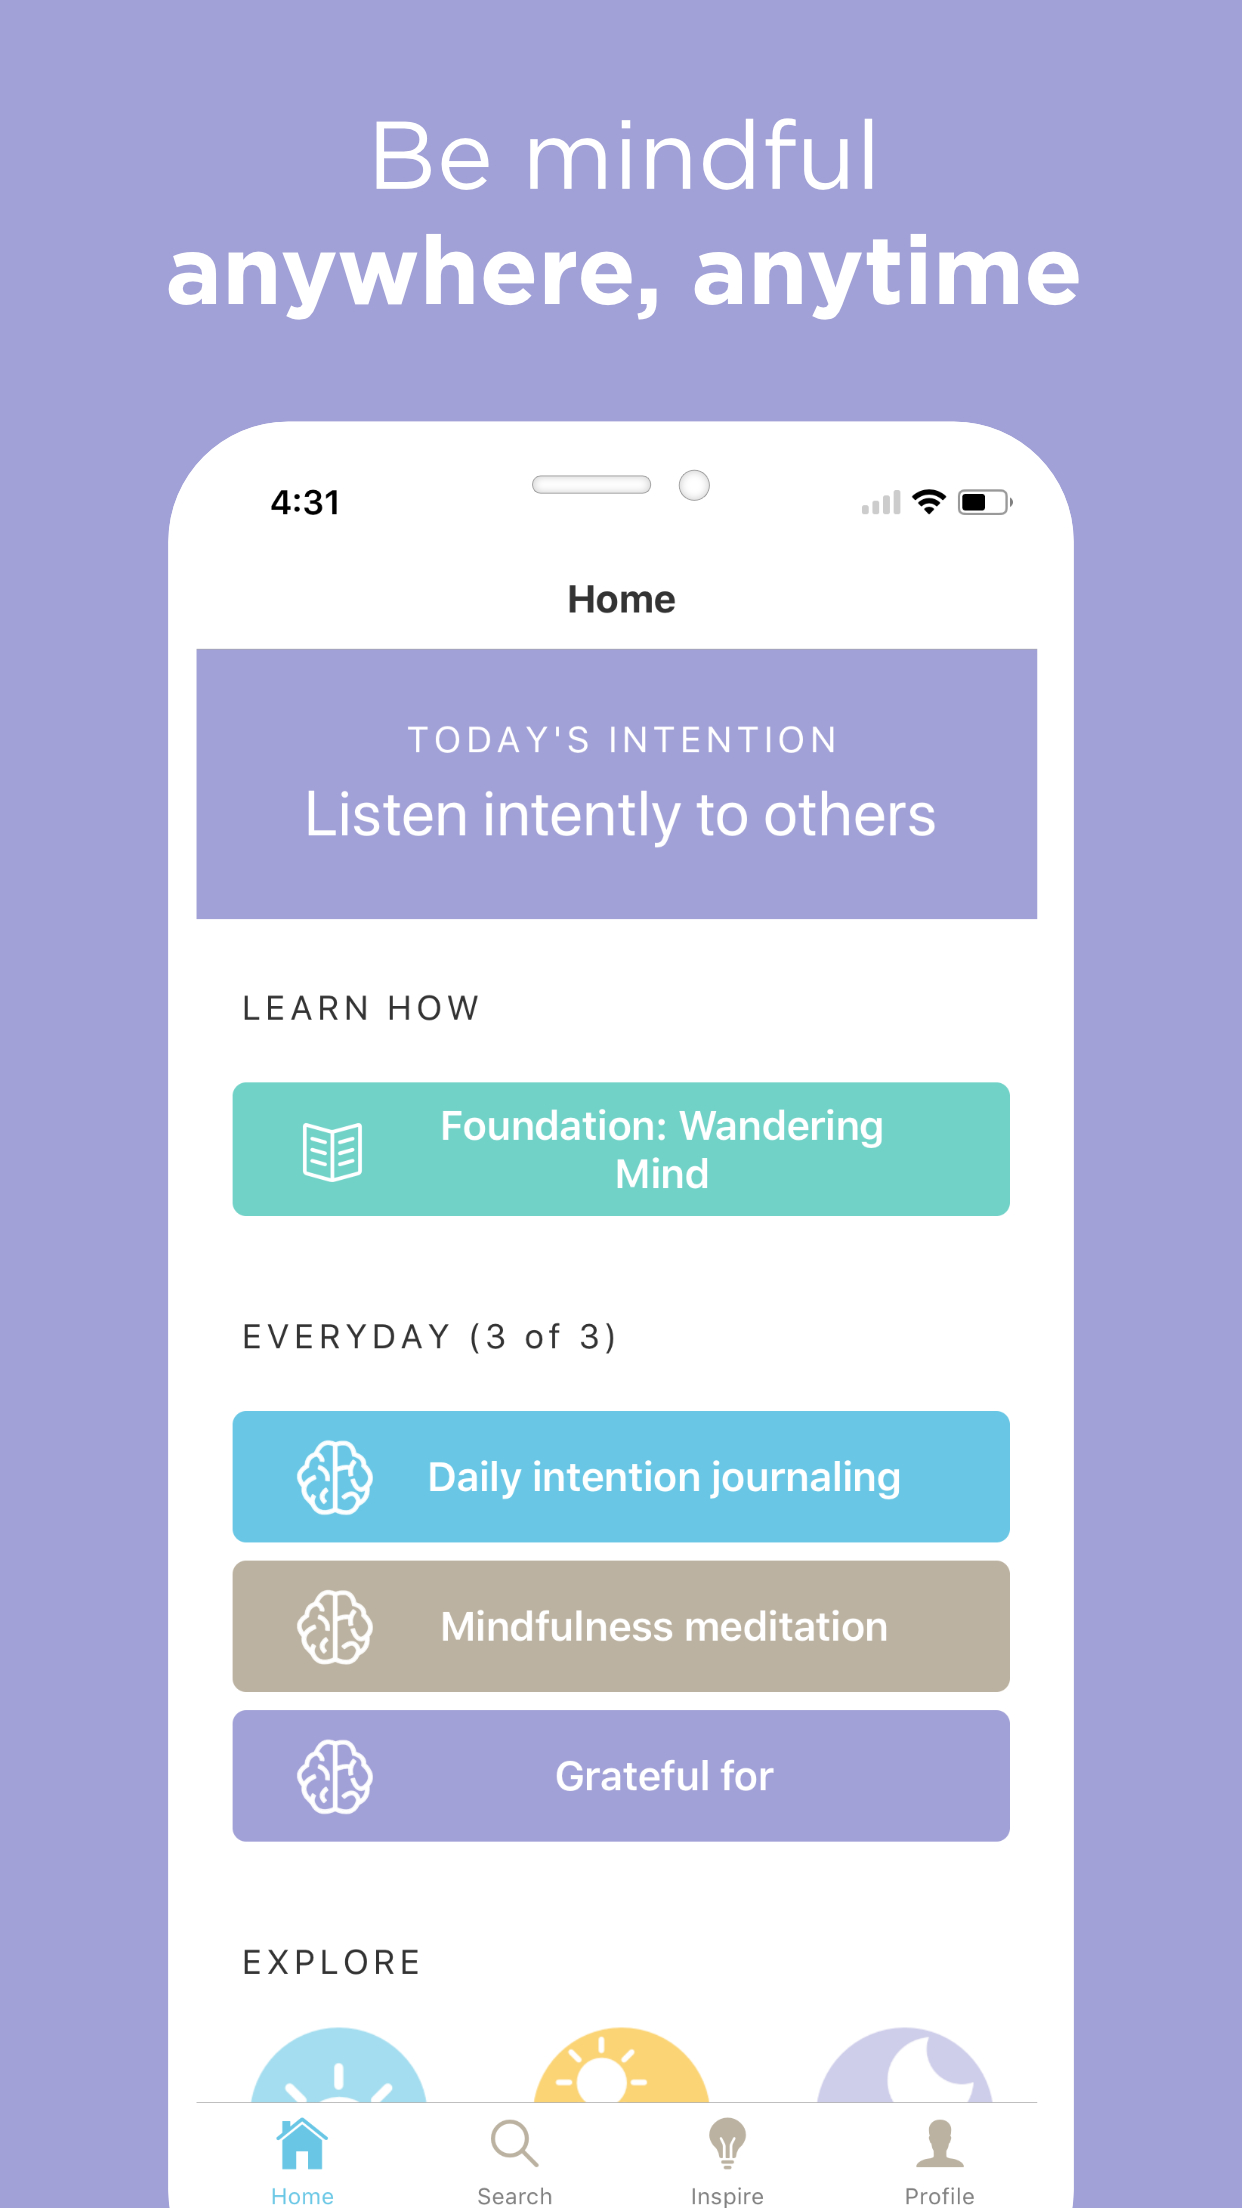 Be mindful
anywhere, anytime
4:31
Home
TODAY'S INTENTION
Listen intently to others
LEARN HOW
Foundation: Wandering
Mind
EVERYDAY (3 of 3)
Daily intention journaling
Mindfulness meditation
Grateful for
EXPLORE
Home Search Inspire Profile